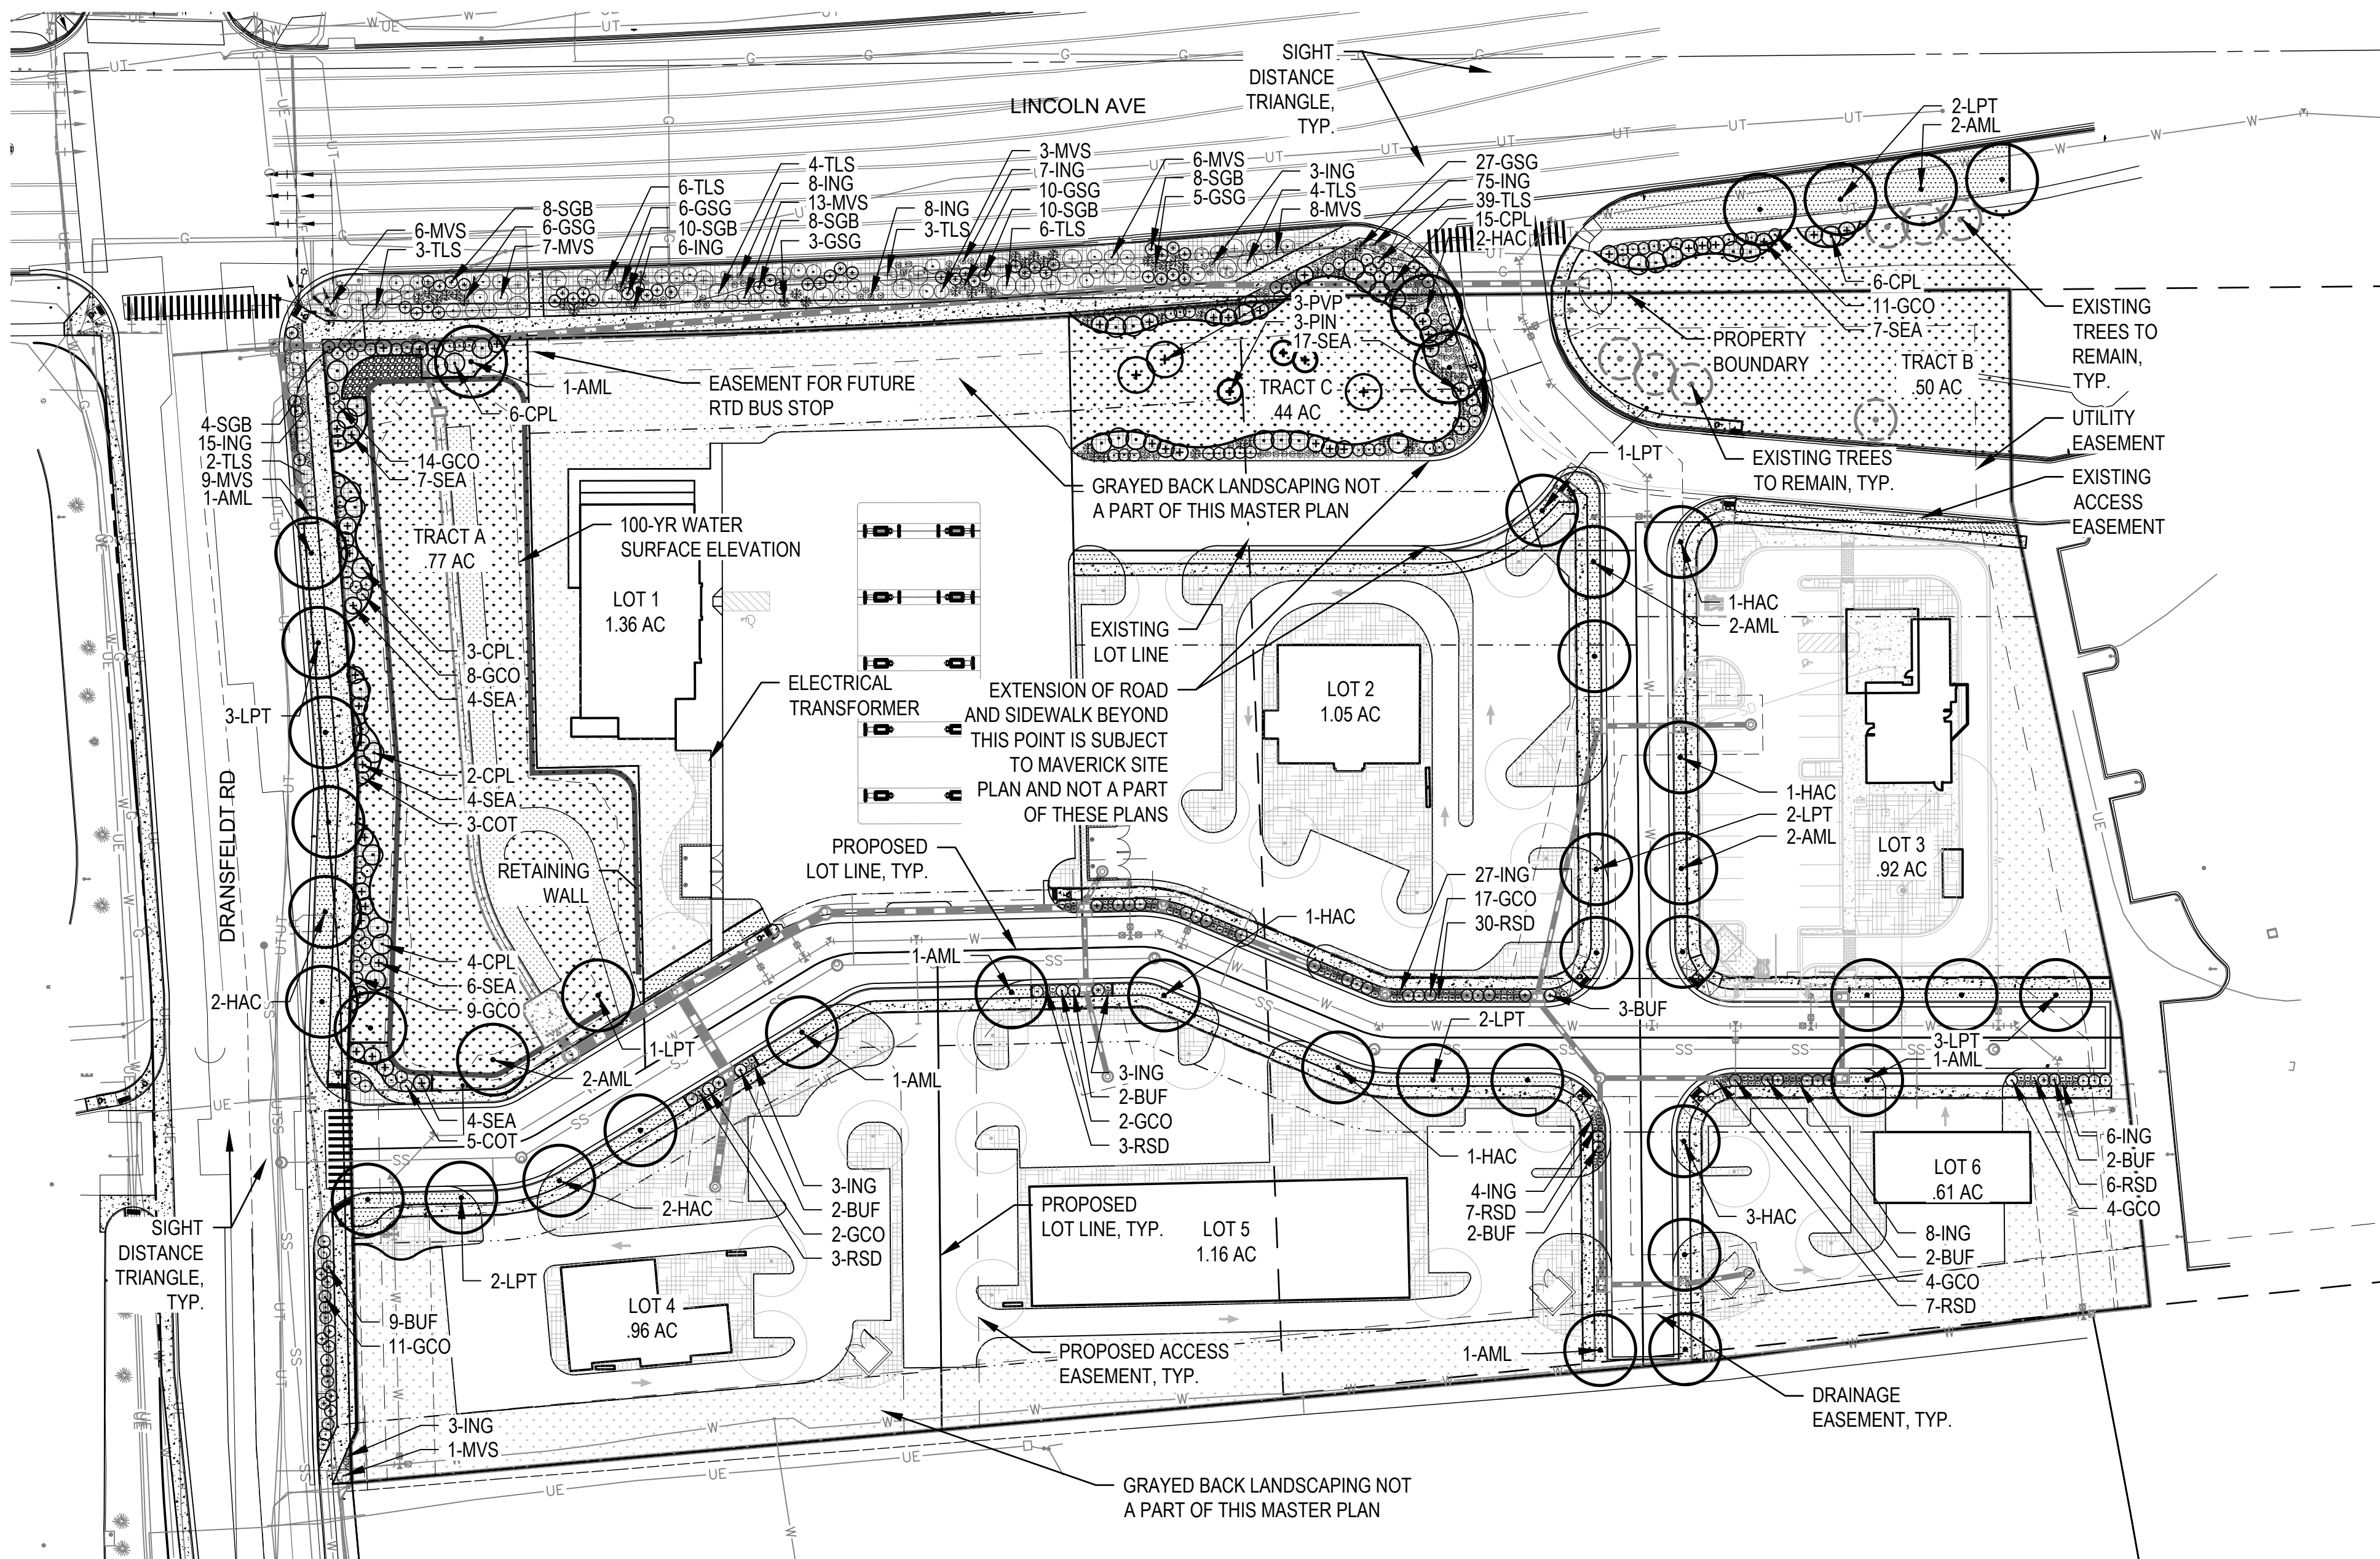 LINCOLN AVE
SIGHT
DISTANCE
TRIANGLE,
TYP.
2-LPT
2-AML
6-MVS
3-TLS
8-SGB
6-GSG
7-MVS
6-TLS
6-GSG
10-SGB
6-ING
4-TLS
8-ING
13-MVS
8-SGB
3-GSG
8-ING
3-TLS
3-MVS
7-ING
10-GSG
10-SGB
6-TLS
6-MVS
8-SGB
5-GSG
3-ING
4-TLS
8-MVS
27-GSG
75-ING
39-TLS
15-CPL
2-HAC
3-PVP
3-PIN
17-SEA
TRACT C
.44 AC
6-CPL
11-GCO
7-SEA
PROPERTY
BOUNDARY
TRACT B
.50 AC
EXISTING
TREES TO
REMAIN,
TYP.
UTILITY
EASEMENT
EXISTING
ACCESS
EASEMENT
EXISTING TREES
TO REMAIN, TYP.
1-AML
6-CPL
EASEMENT FOR FUTURE
RTD BUS STOP
4-SGB
15-ING
2-TLS
9-MVS
1-AML
14-GCO
7-SEA
TRACT A
.77 AC
100-YR WATER
SURFACE ELEVATION
LOT 1
1.36 AC
GRAYED BACK LANDSCAPING NOT
A PART OF THIS MASTER PLAN
1-LPT
EXISTING
LOT LINE
1-HAC
2-AML
3-CPL
8-GCO
4-SEA
3-LPT
ELECTRICAL
TRANSFORMER
EXTENSION OF ROAD
AND SIDEWALK BEYOND
THIS POINT IS SUBJECT
TO MAVERICK SITE
PLAN AND NOT A PART
OF THESE PLANS
LOT 2
1.05 AC
DRANSFELDT RD
2-CPL
4-SEA
3-COT
1-HAC
2-LPT
2-AML
LOT 3
.92 AC
RETAINING
WALL
PROPOSED
LOT LINE, TYP.
27-ING
17-GCO
30-RSD
1-HAC
1-AML
4-CPL
6-SEA
9-GCO
2-HAC
3-BUF
2-LPT
3-LPT
1-AML
1-LPT
2-AML
1-AML
3-ING
2-BUF
2-GCO
3-RSD
4-SEA
5-COT
1-HAC
4-ING
7-RSD
2-BUF
6-ING
2-BUF
6-RSD
4-GCO
LOT 6
.61 AC
3-HAC
8-ING
2-BUF
4-GCO
7-RSD
3-ING
2-BUF
2-GCO
3-RSD
2-HAC
PROPOSED
LOT LINE, TYP.
LOT 5
1.16 AC
SIGHT
DISTANCE
TRIANGLE,
TYP.
2-LPT
LOT 4
.96 AC
9-BUF
11-GCO
PROPOSED ACCESS
EASEMENT, TYP.
1-AML
DRAINAGE
EASEMENT, TYP.
3-ING
1-MVS
GRAYED BACK LANDSCAPING NOT
A PART OF THIS MASTER PLAN